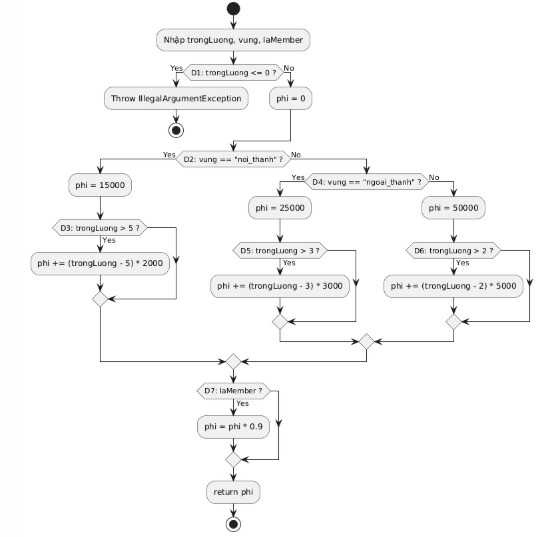 Nhập trongLuong, vung, laMember
D1: trongLuong <= 0 ?
Yes
No
Throw IllegalArgumentException
phi = 0
D2: vung == "noi_thanh" ?
Yes
No
phi = 15000
D3: trongLuong > 5 ?
Yes
phi += (trongLuong - 5) * 2000
D4: vung == "ngoai_thanh" ?
Yes
No
phi = 25000
D5: trongLuong > 3 ?
Yes
phi += (trongLuong - 3) * 3000
phi = 50000
D6: trongLuong > 2 ?
Yes
phi += (trongLuong - 2) * 5000
D7: laMember ?
Yes
phi = phi * 0.9
return phi